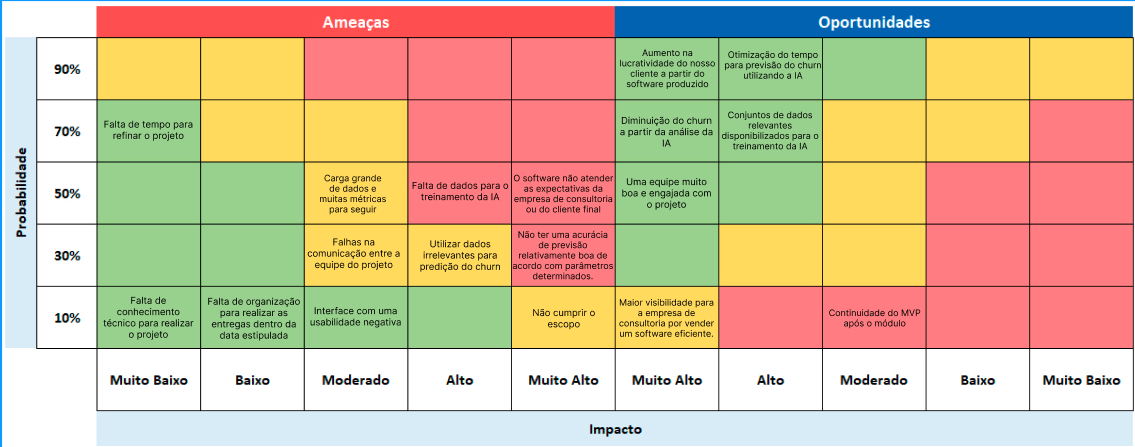 Ameaças
Oportunidades
Probabilidade
90%
Aumento na
lucratividade do nosso
cliente a partir do
software produzido
Otimização do tempo
para previsão do churn
utilizando a IA
70%
Falta de tempo para
refinar o projeto
Diminuição do churn
a partir da análise da
IA
Conjuntos de dados
relevantes
disponibilizados para o
treinamento da IA
50%
Carga grande
de dados e
muitas métricas
para seguir
Falta de dados para o
treinamento da IA
O software não atender
as expectativas da
empresa de consultoria
ou do cliente final
Uma equipe muito
boa e engajada com
o projeto
30%
Falhas na
comunicação entre a
equipe do projeto
Utilizar dados
irrelevantes para
predição do churn
Não ter uma acurácia
de previsão
relativamente boa de
acordo com parâmetros
determinados.
10%
Falta de
conhecimento
técnico para realizar
o projeto
Falta de organização
para realizar as
entregas dentro da
data estipulada
Interface com uma
usabilidade negativa
Não cumprir o
escopo
Maior visibilidade para
a empresa de
consultoria por vender
um software eficiente.
Continuidade do MVP
após o módulo
Muito Baixo
Baixo
Moderado
Alto
Muito Alto
Muito Alto
Alto
Moderado
Baixo
Muito Baixo
Impacto